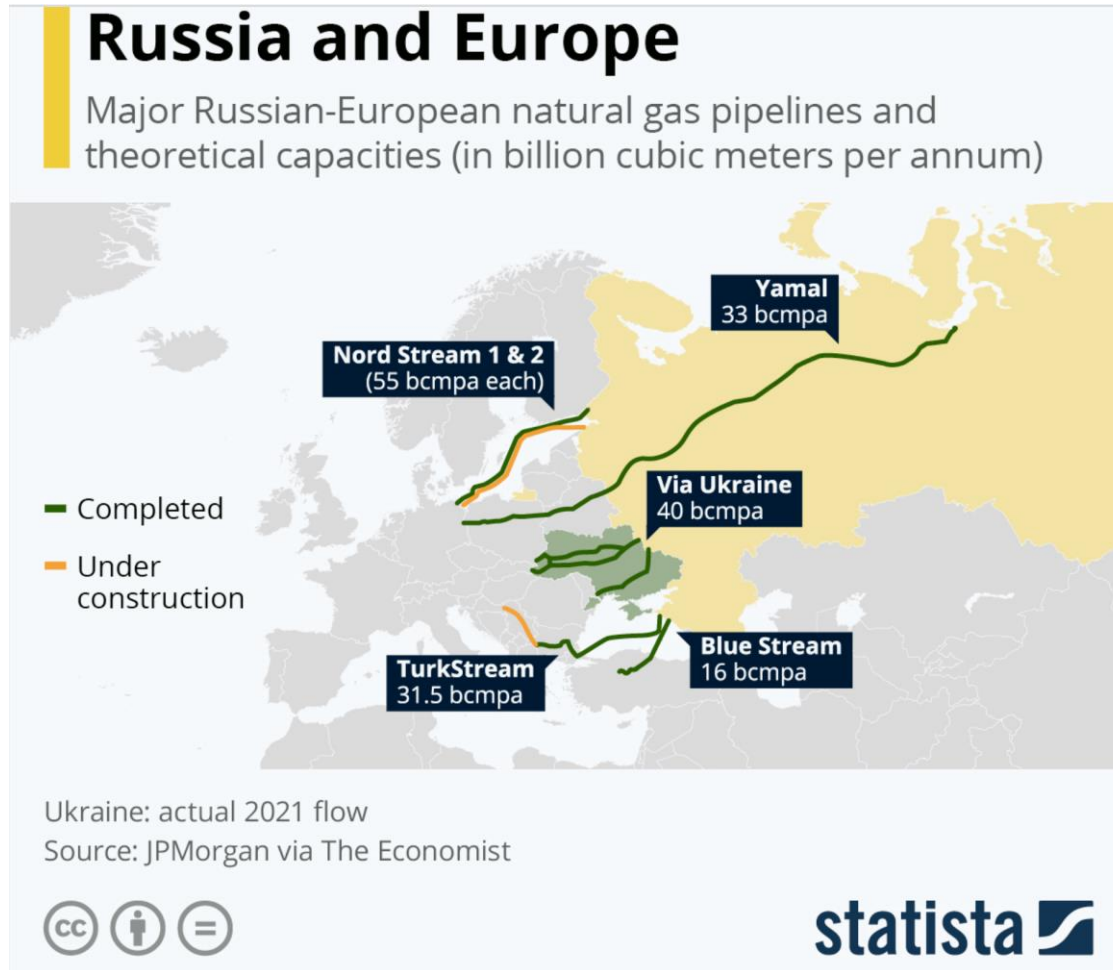 Russia and Europe
Major Russian-European natural gas pipelines and
theoretical capacities (in billion cubic meters per annum)
Yamal
33 bcmpa
Nord Stream 1 & 2
(55 bcmpa each)
Completed
Under
construction
Via Ukraine
40 bcmpa
TurkStream
31.5 bcmpa
Blue Stream
16 bcmpa
Ukraine: actual 2021 flow
Source: JPMorgan via The Economist
cc
=
statista